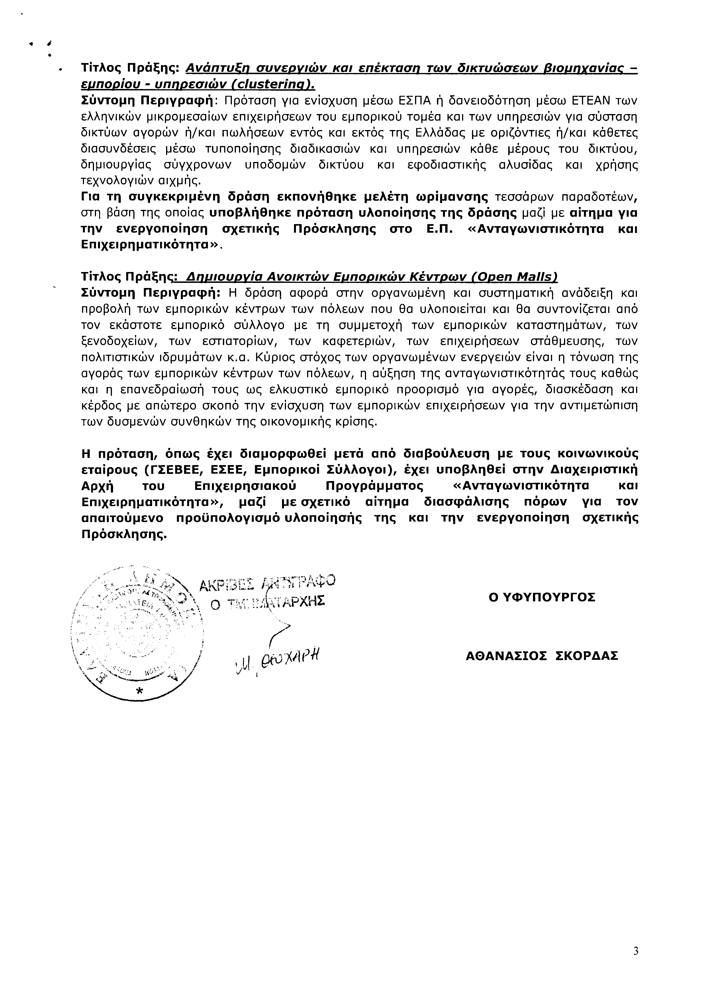 Τίτλος Πράξης: Ανάπτυξη συνεργιών και επέκταση των δικτυώσεων βιομηχανίας –
εμπορίου - υπηρεσιών (clustering).
Σύντομη Περιγραφή: Πρόταση για ενίσχυση μέσω ΕΣΠΑ ή δανειοδότηση μέσω ΕΤΕΑΝ των
ελληνικών μικρομεσαίων επιχειρήσεων του εμπορικού τομέα και των υπηρεσιών για σύσταση
δικτύων αγορών ή/και πωλήσεων εντός και εκτός της Ελλάδας με οριζόντιες ή/και κάθετες
διασυνδέσεις μέσω τυποποίησης διαδικασιών και υπηρεσιών κάθε μέρους του δικτύου,
δημιουργίας σύγχρονων υποδομών δικτύου και εφοδιαστικής αλυσίδας και χρήσης
τεχνολογιών αιχμής.
Για τη συγκεκριμένη δράση εκπονήθηκε μελέτη ωρίμανσης τεσσάρων παραδοτέων,
στη βάση της οποίας υποβλήθηκε πρόταση υλοποίησης της δράσης μαζί με αίτημα για
την ενεργοποίηση σχετικής Πρόσκλησης στο Ε.Π. «Ανταγωνιστικότητα και
Επιχειρηματικότητα».
Τίτλος Πράξης: Δημιουργία Ανοικτών Εμπορικών Κέντρων (Open Malls)
Σύντομη Περιγραφή: Η δράση αφορά στην οργανωμένη και συστηματική ανάδειξη και
προβολή των εμπορικών κέντρων των πόλεων που θα υλοποιείται και θα συντονίζεται από
τον εκάστοτε εμπορικό σύλλογο με τη συμμετοχή των εμπορικών καταστημάτων, των
ξενοδοχείων, των εστιατορίων, των καφετεριών, των επιχειρήσεων στάθμευσης, των
πολιτιστικών ιδρυμάτων κ.α. Κύριος στόχος των οργανωμένων ενεργειών είναι η τόνωση της
αγοράς των εμπορικών κέντρων των πόλεων, η αύξηση της ανταγωνιστικότητάς τους καθώς
και η επανεδραίωσή τους ως ελκυστικό εμπορικό προορισμό για αγορές, διασκέδαση και
κέρδος με απώτερο σκοπό την ενίσχυση των εμπορικών επιχειρήσεων για την αντιμετώπιση
των δυσμενών συνθηκών της οικονομικής κρίσης.
Η πρόταση, όπως έχει διαμορφωθεί μετά από διαβούλευση με τους κοινωνικούς
εταίρους (ΓΣΕΒΕΕ, ΕΣΕΕ, Εμπορικοί Σύλλογοι), έχει υποβληθεί στην Διαχειριστική
Αρχή του Επιχειρησιακού Προγράμματος «Ανταγωνιστικότητα και
Επιχειρηματικότητα», μαζί με σχετικό αίτημα διασφάλισης πόρων για τον
απαιτούμενο προϋπολογισμό υλοποίησής της και την ενεργοποίηση σχετικής
Πρόσκλησης.
ΑΚΡΙΒΕΣ ΑΝΤΙΓΡΑΦΟ
Ο ΤΜΗΜΑΤΑΡΧΗΣ
Ο ΥΦΥΠΟΥΡΓΟΣ
Μ. ΘΕΟΧΑΡΗ
ΑΘΑΝΑΣΙΟΣ ΣΚΟΡΔΑΣ
3